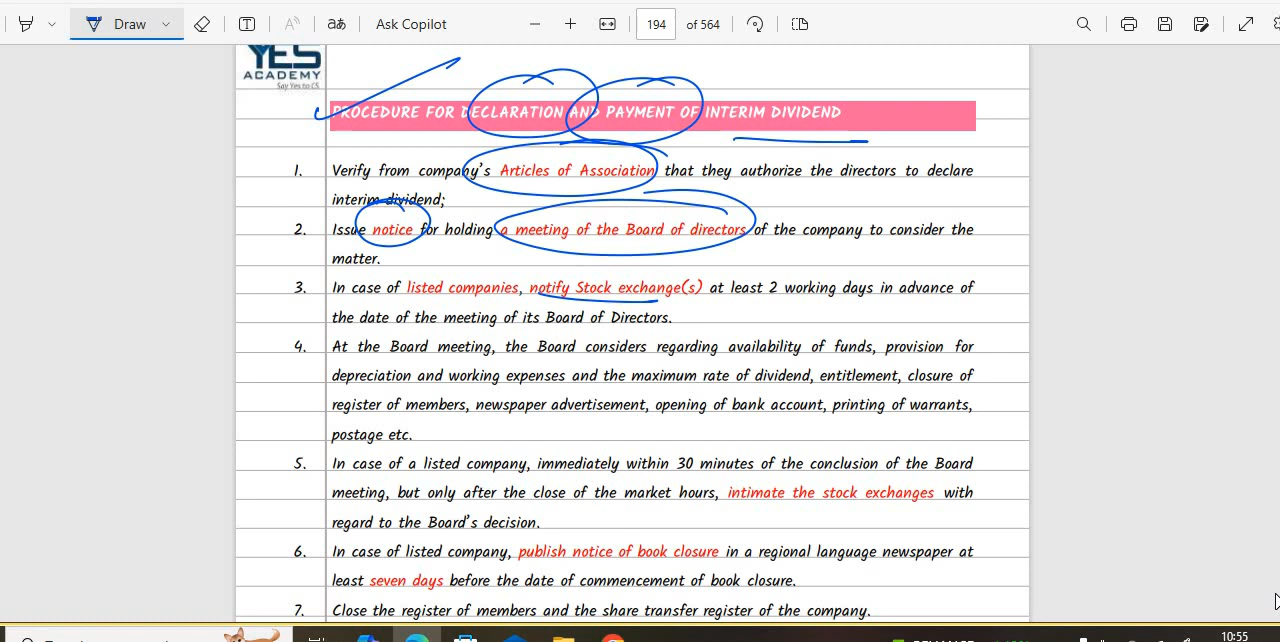 Draw
aあ
Ask Copilot
194 of 564
YES
ACADEMY
Say Yes to CS
PROCEDURE FOR DECLARATION AND PAYMENT OF INTERIM DIVIDEND
1. Verify from company's Articles of Association that they authorize the directors to declare
interim dividend;
2. Issue notice for holding a meeting of the Board of directors of the company to consider the
matter.
3. In case of listed companies, notify Stock exchange(s) at least 2 working days in advance of
the date of the meeting of its Board of Directors.
4. At the Board meeting, the Board considers regarding availability of funds, provision for
depreciation and working expenses and the maximum rate of dividend, entitlement, closure of
register of members, newspaper advertisement, opening of bank account, printing of warrants,
postage etc.
5. In case of a listed company, immediately within 30 minutes of the conclusion of the Board
meeting, but only after the close of the market hours, intimate the stock exchanges with
regard to the Board's decision.
6. In case of listed company, publish notice of book closure in a regional language newspaper at
least seven days before the date of commencement of book closure.
7. Close the register of members and the share transfer register of the company.
10:55